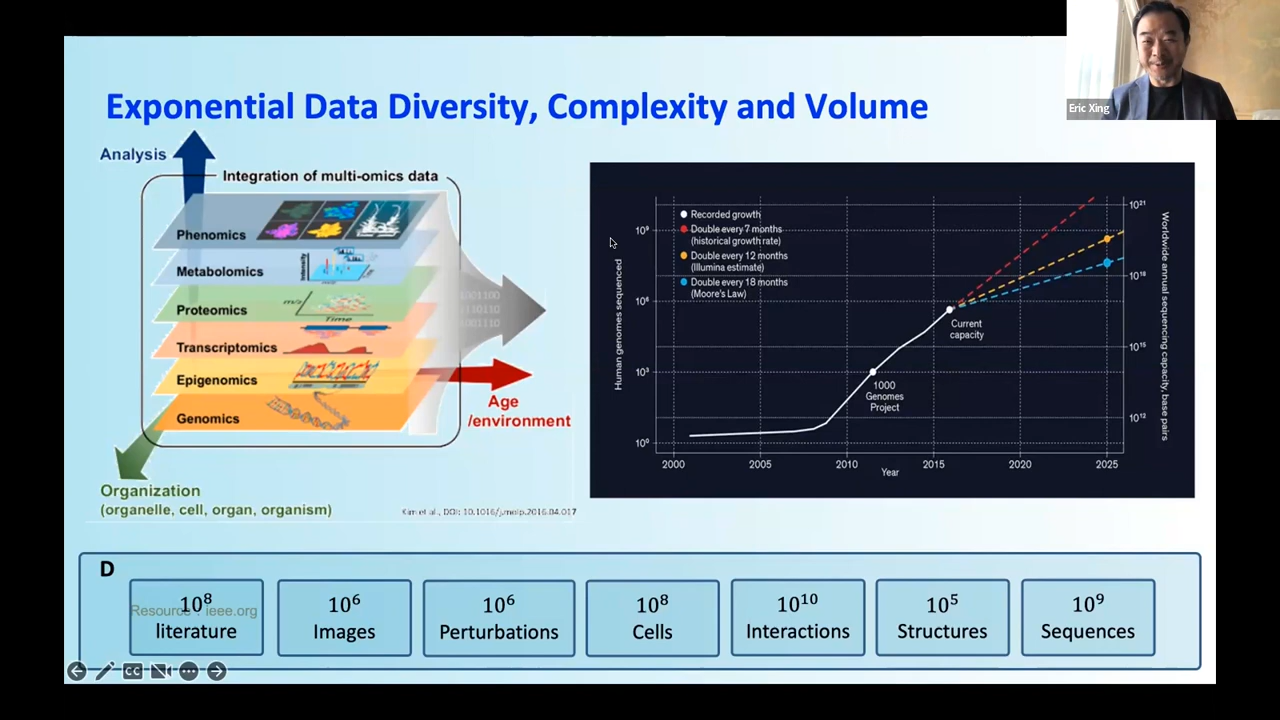 Eric Xing
Exponential Data Diversity, Complexity and Volume
Analysis
Integration of multi-omics data
Phenomics
Metabolomics
Intensity
Proteomics
m/z
Time
Transcriptomics
Epigenomics
Genomics
1001100
110110
001110
Age
/environment
Organization
(organelle, cell, organ, organism)
Kim et al., DOI: 10.1016/j.molp.2016.04.017
Recorded growth
Double every 7 months
(historical growth rate)
Double every 12 months
(Illumina estimate)
Double every 18 months
(Moore's Law)
Human genomes sequenced
10⁹
10⁶
10³
10⁰
Current
capacity
1000
Genomes
Project
10²¹
10¹⁸
10¹⁵
10¹²
Worldwide annual sequencing capacity, base pairs
2000 2005 2010 2015 2020 2025
Year
D
10⁸
literature
Resource : ieee.org
10⁶
Images
10⁶
Perturbations
10⁸
Cells
10¹⁰
Interactions
10⁵
Structures
10⁹
Sequences
CC